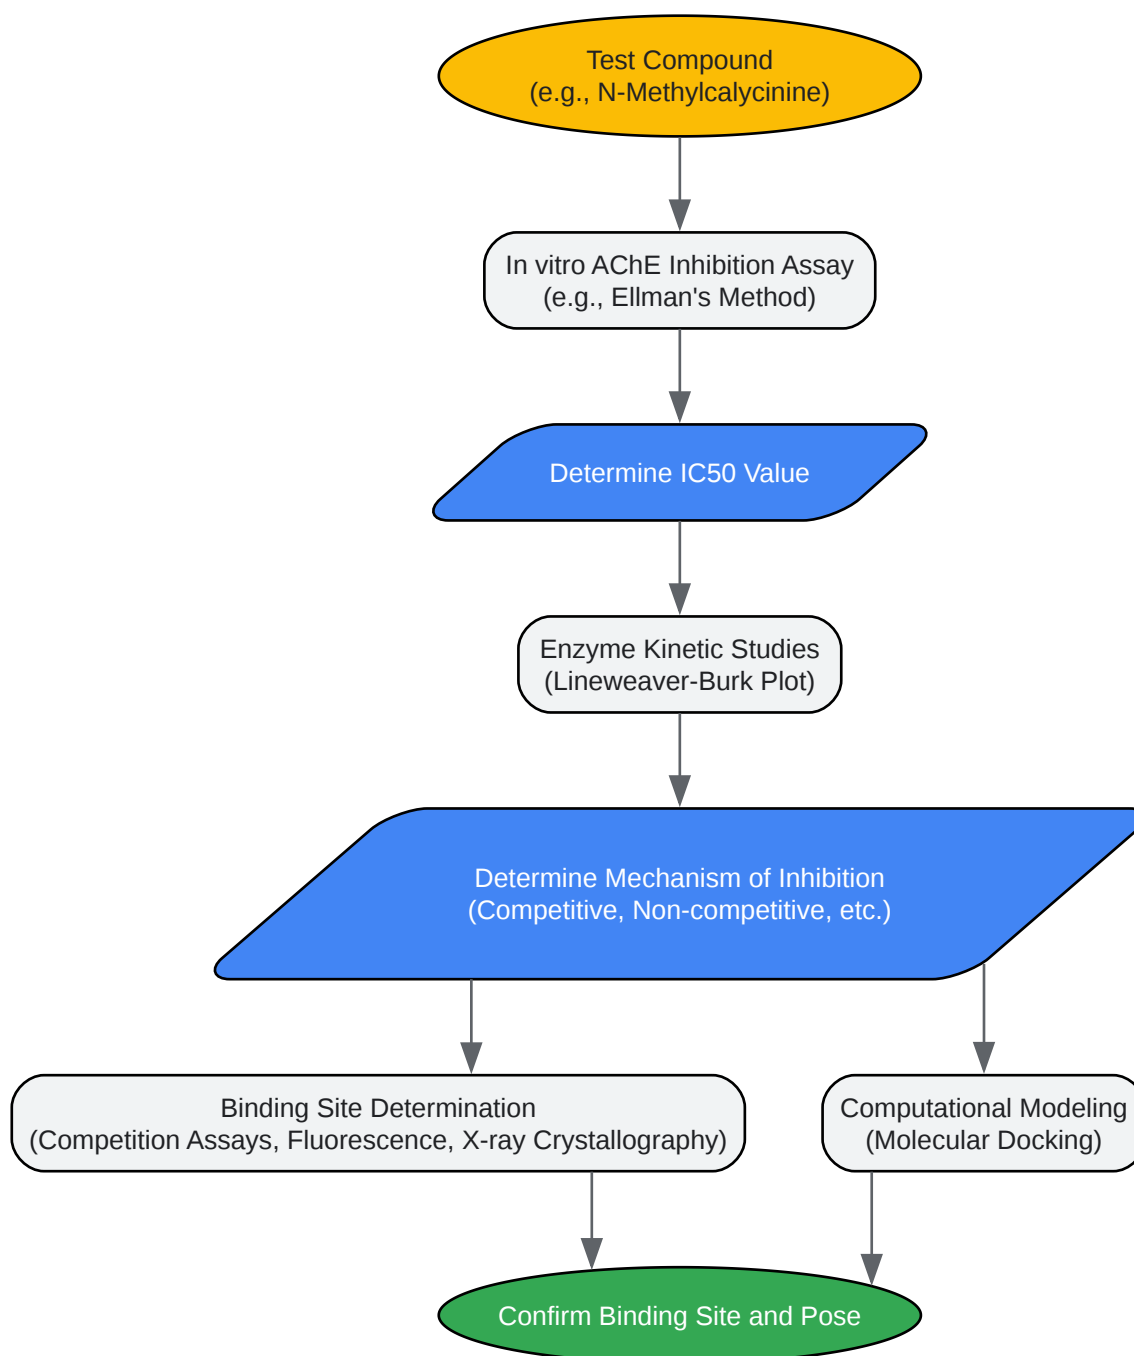 Test Compound
(e.g., N-Methylcalycinine)
In vitro AChE Inhibition Assay
(e.g., Ellman's Method)
Determine IC50 Value
Enzyme Kinetic Studies
(Lineweaver-Burk Plot)
Determine Mechanism of Inhibition
(Competitive, Non-competitive, etc.)
Binding Site Determination
(Competition Assays, Fluorescence, X-ray Crystallography)
Computational Modeling
(Molecular Docking)
Confirm Binding Site and Pose